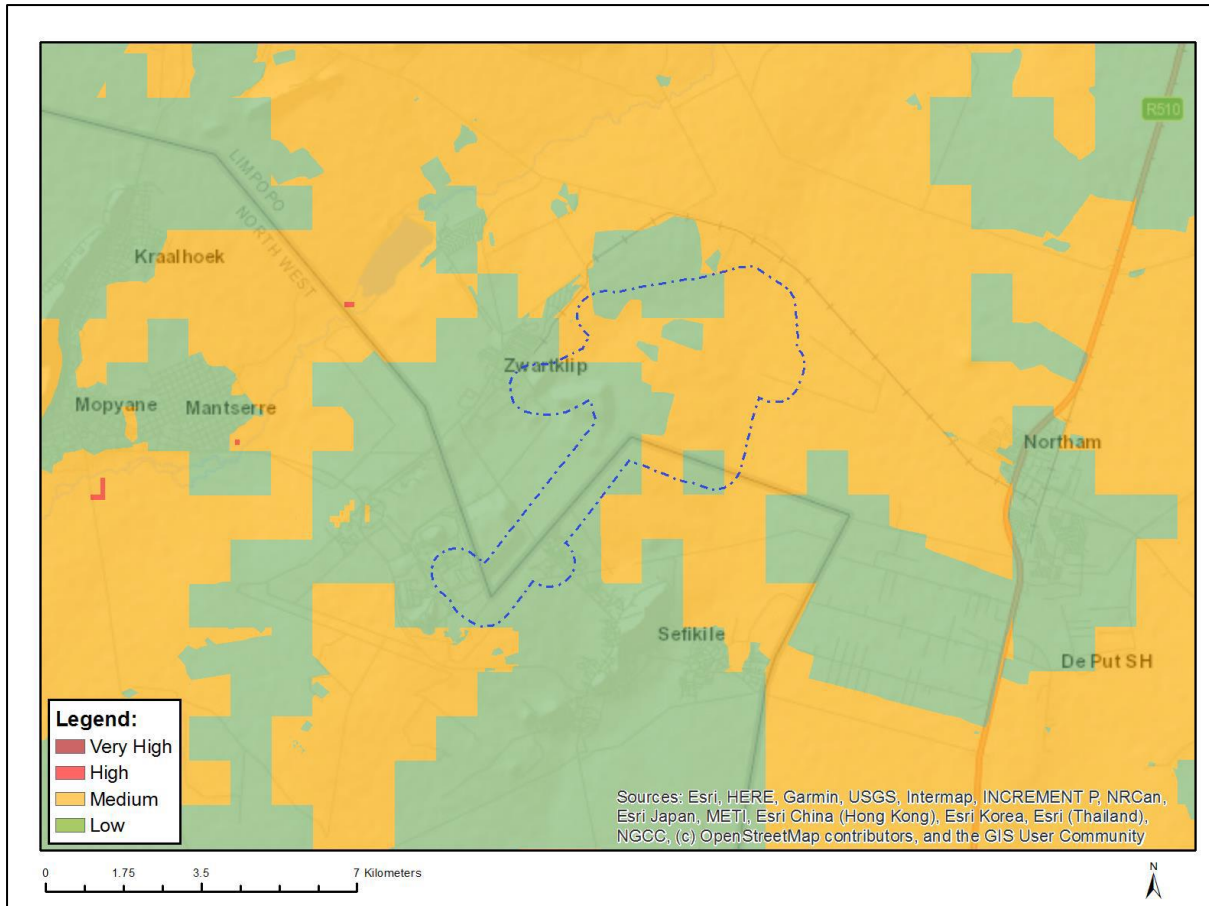 R510
LIMPOPO
NORTH WEST
Kraalhoek
Zwartklip
Mopyane
Mantserre
Northam
Sefikile
De Put SH
Legend:
Very High
High
Medium
Low
Sources: Esri, HERE, Garmin, USGS, Intermap, INCREMENT P, NRCan,
Esri Japan, METI, Esri China (Hong Kong), Esri Korea, Esri (Thailand),
NGCC, (c) OpenStreetMap contributors, and the GIS User Community
0 1.75 3.5 7 Kilometers
N